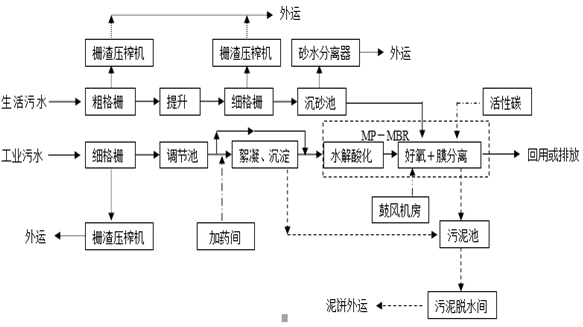 外运
栅渣压榨机
栅渣压榨机
砂水分离器
外运
生活污水
粗格栅
提升
细格栅
沉砂池
活性碳
MP－MBR
工业污水
细格栅
调节池
絮凝、沉淀
水解酸化
好氧＋膜分离
回用或排放
鼓风机房
外运
栅渣压榨机
加药间
污泥池
泥饼外运
污泥脱水间